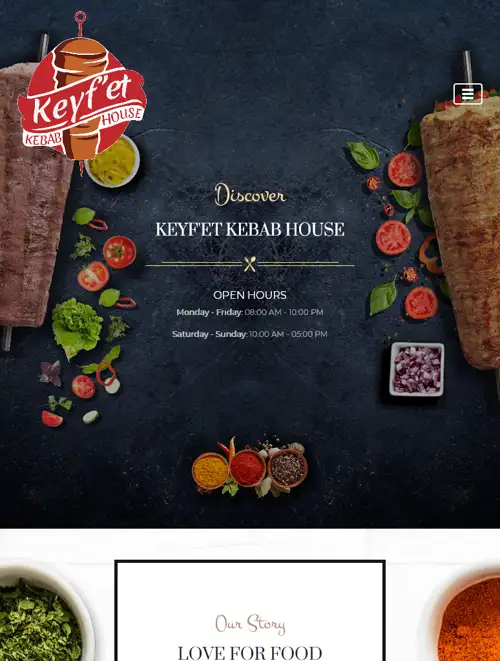 Keyf'et
KEBAB HOUSE
Discover
KEYF'ET KEBAB HOUSE
OPEN HOURS
Monday - Friday: 08:00 AM - 10:00 PM
Saturday - Sunday: 10:00 AM - 05:00 PM
Our Story
LOVE FOR FOOD